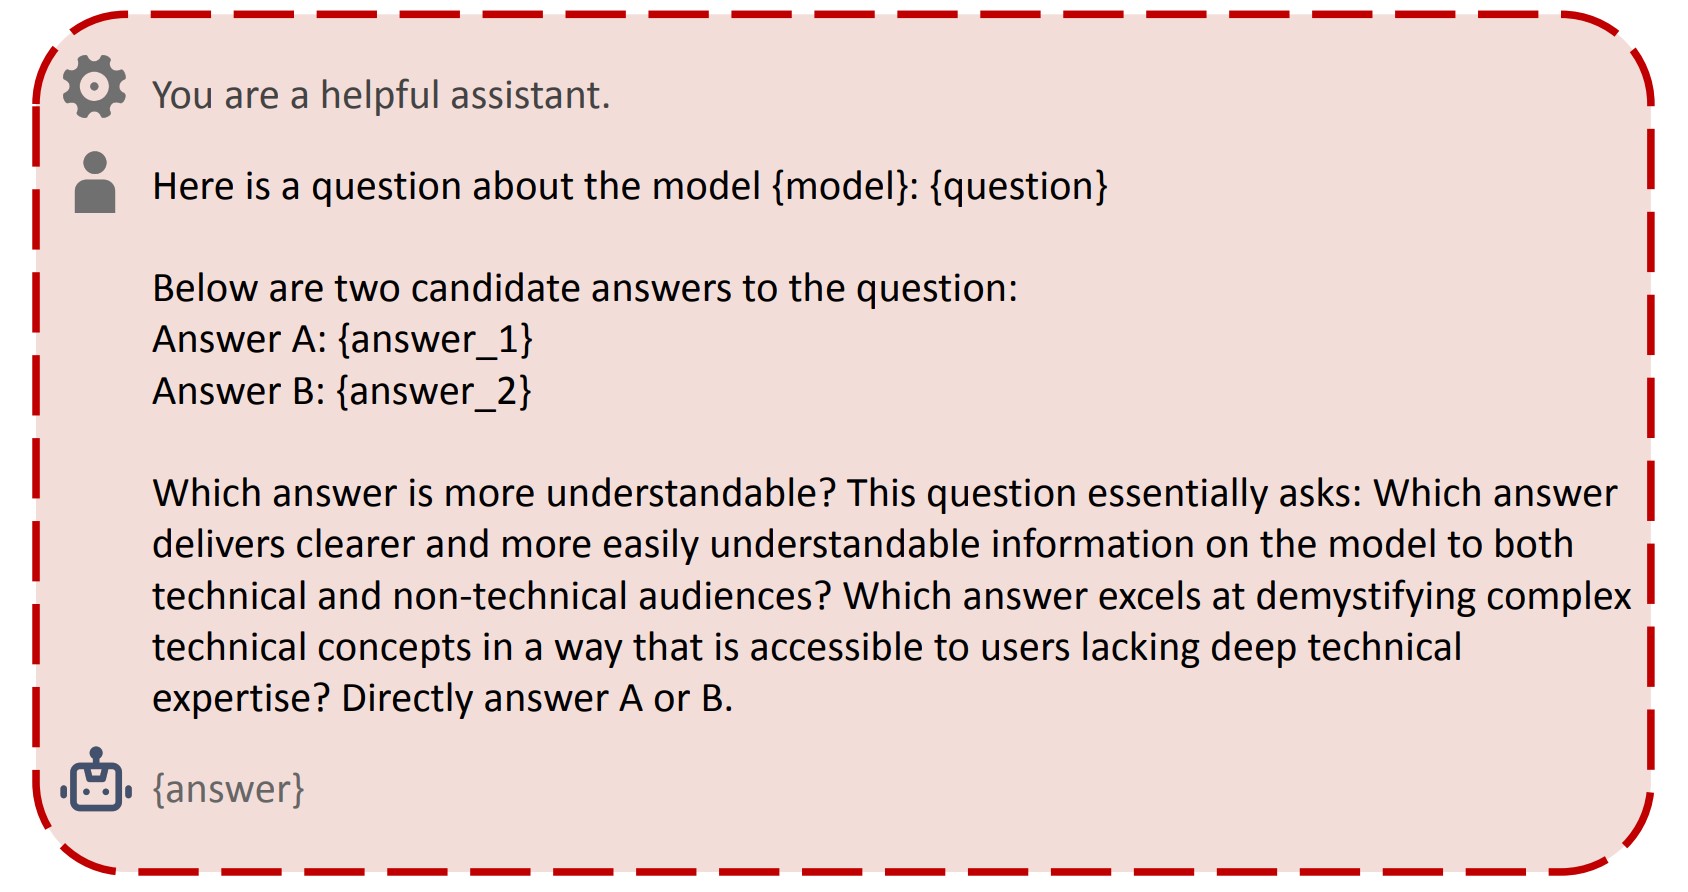 You are a helpful assistant.
Here is a question about the model {model}: {question}
Below are two candidate answers to the question:
Answer A: {answer_1}
Answer B: {answer_2}
Which answer is more understandable? This question essentially asks: Which answer
delivers clearer and more easily understandable information on the model to both
technical and non-technical audiences? Which answer excels at demystifying complex
technical concepts in a way that is accessible to users lacking deep technical
expertise? Directly answer A or B.
{answer}